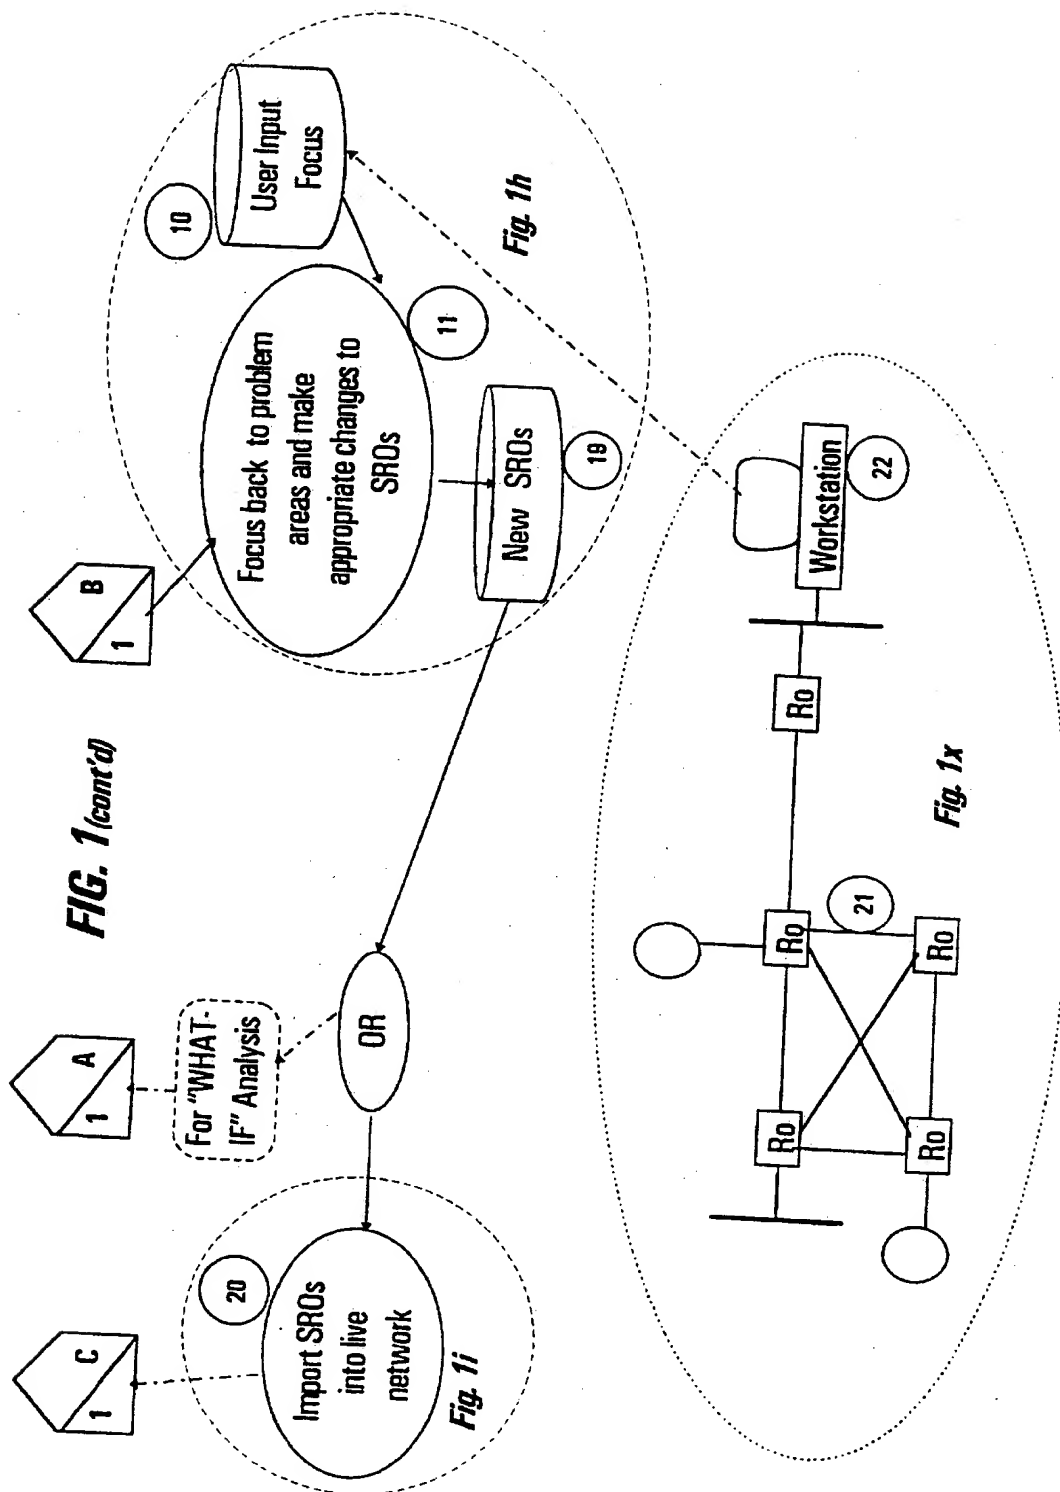 FIG. 1(cont'd)
1 C
1 A
1 B
For "WHAT-
IF" Analysis
OR
20
Import SROs
into live
network
Fig. 1i
10
User Input
Focus
Focus back to problem
areas and make
appropriate changes to
SROs
11
New SROs
19
Fig. 1h
Workstation
22
Ro
Ro
Ro
21
Ro
Ro
Fig. 1x